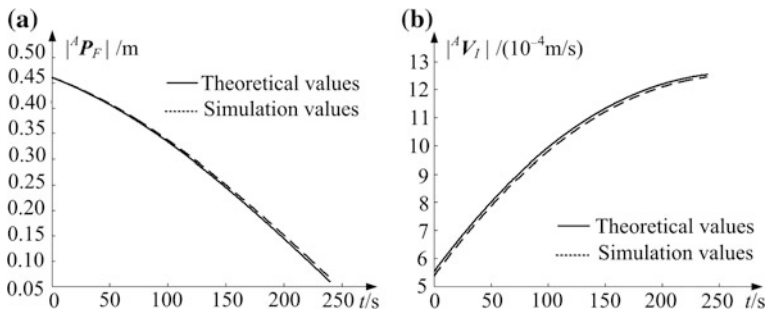 (a)
|ᴬP_F| /m
0.50
0.45
0.40
0.35
0.30
0.25
0.20
0.15
0.10
0.05
Theoretical values
Simulation values
0 50 100 150 200 250 t/s
(b)
|ᴬV_I| /(10⁻⁴m/s)
13
12
11
10
9
8
7
6
5
Theoretical values
Simulation values
0 50 100 150 200 250 t/s